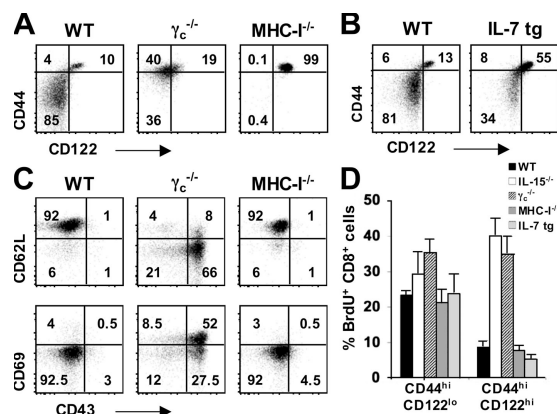 A
WT
γc-/-
MHC-I-/-
4
10
85
40
19
36
0.1
99
0.4
CD44
CD122
B
WT
IL-7 tg
6
13
81
8
55
34
CD44
CD122
C
WT
γc-/-
MHC-I-/-
92
1
6
1
4
8
21
66
92
1
6
1
CD62L
4
0.5
92.5
3
8.5
52
12
27.5
3
0.5
92
4.5
CD69
CD43
D
WT
IL-15-/-
γc-/-
MHC-I-/-
IL-7 tg
% BrdU+ CD8+ cells
50
40
30
20
10
0
CD44hi
CD122lo
CD44hi
CD122hi